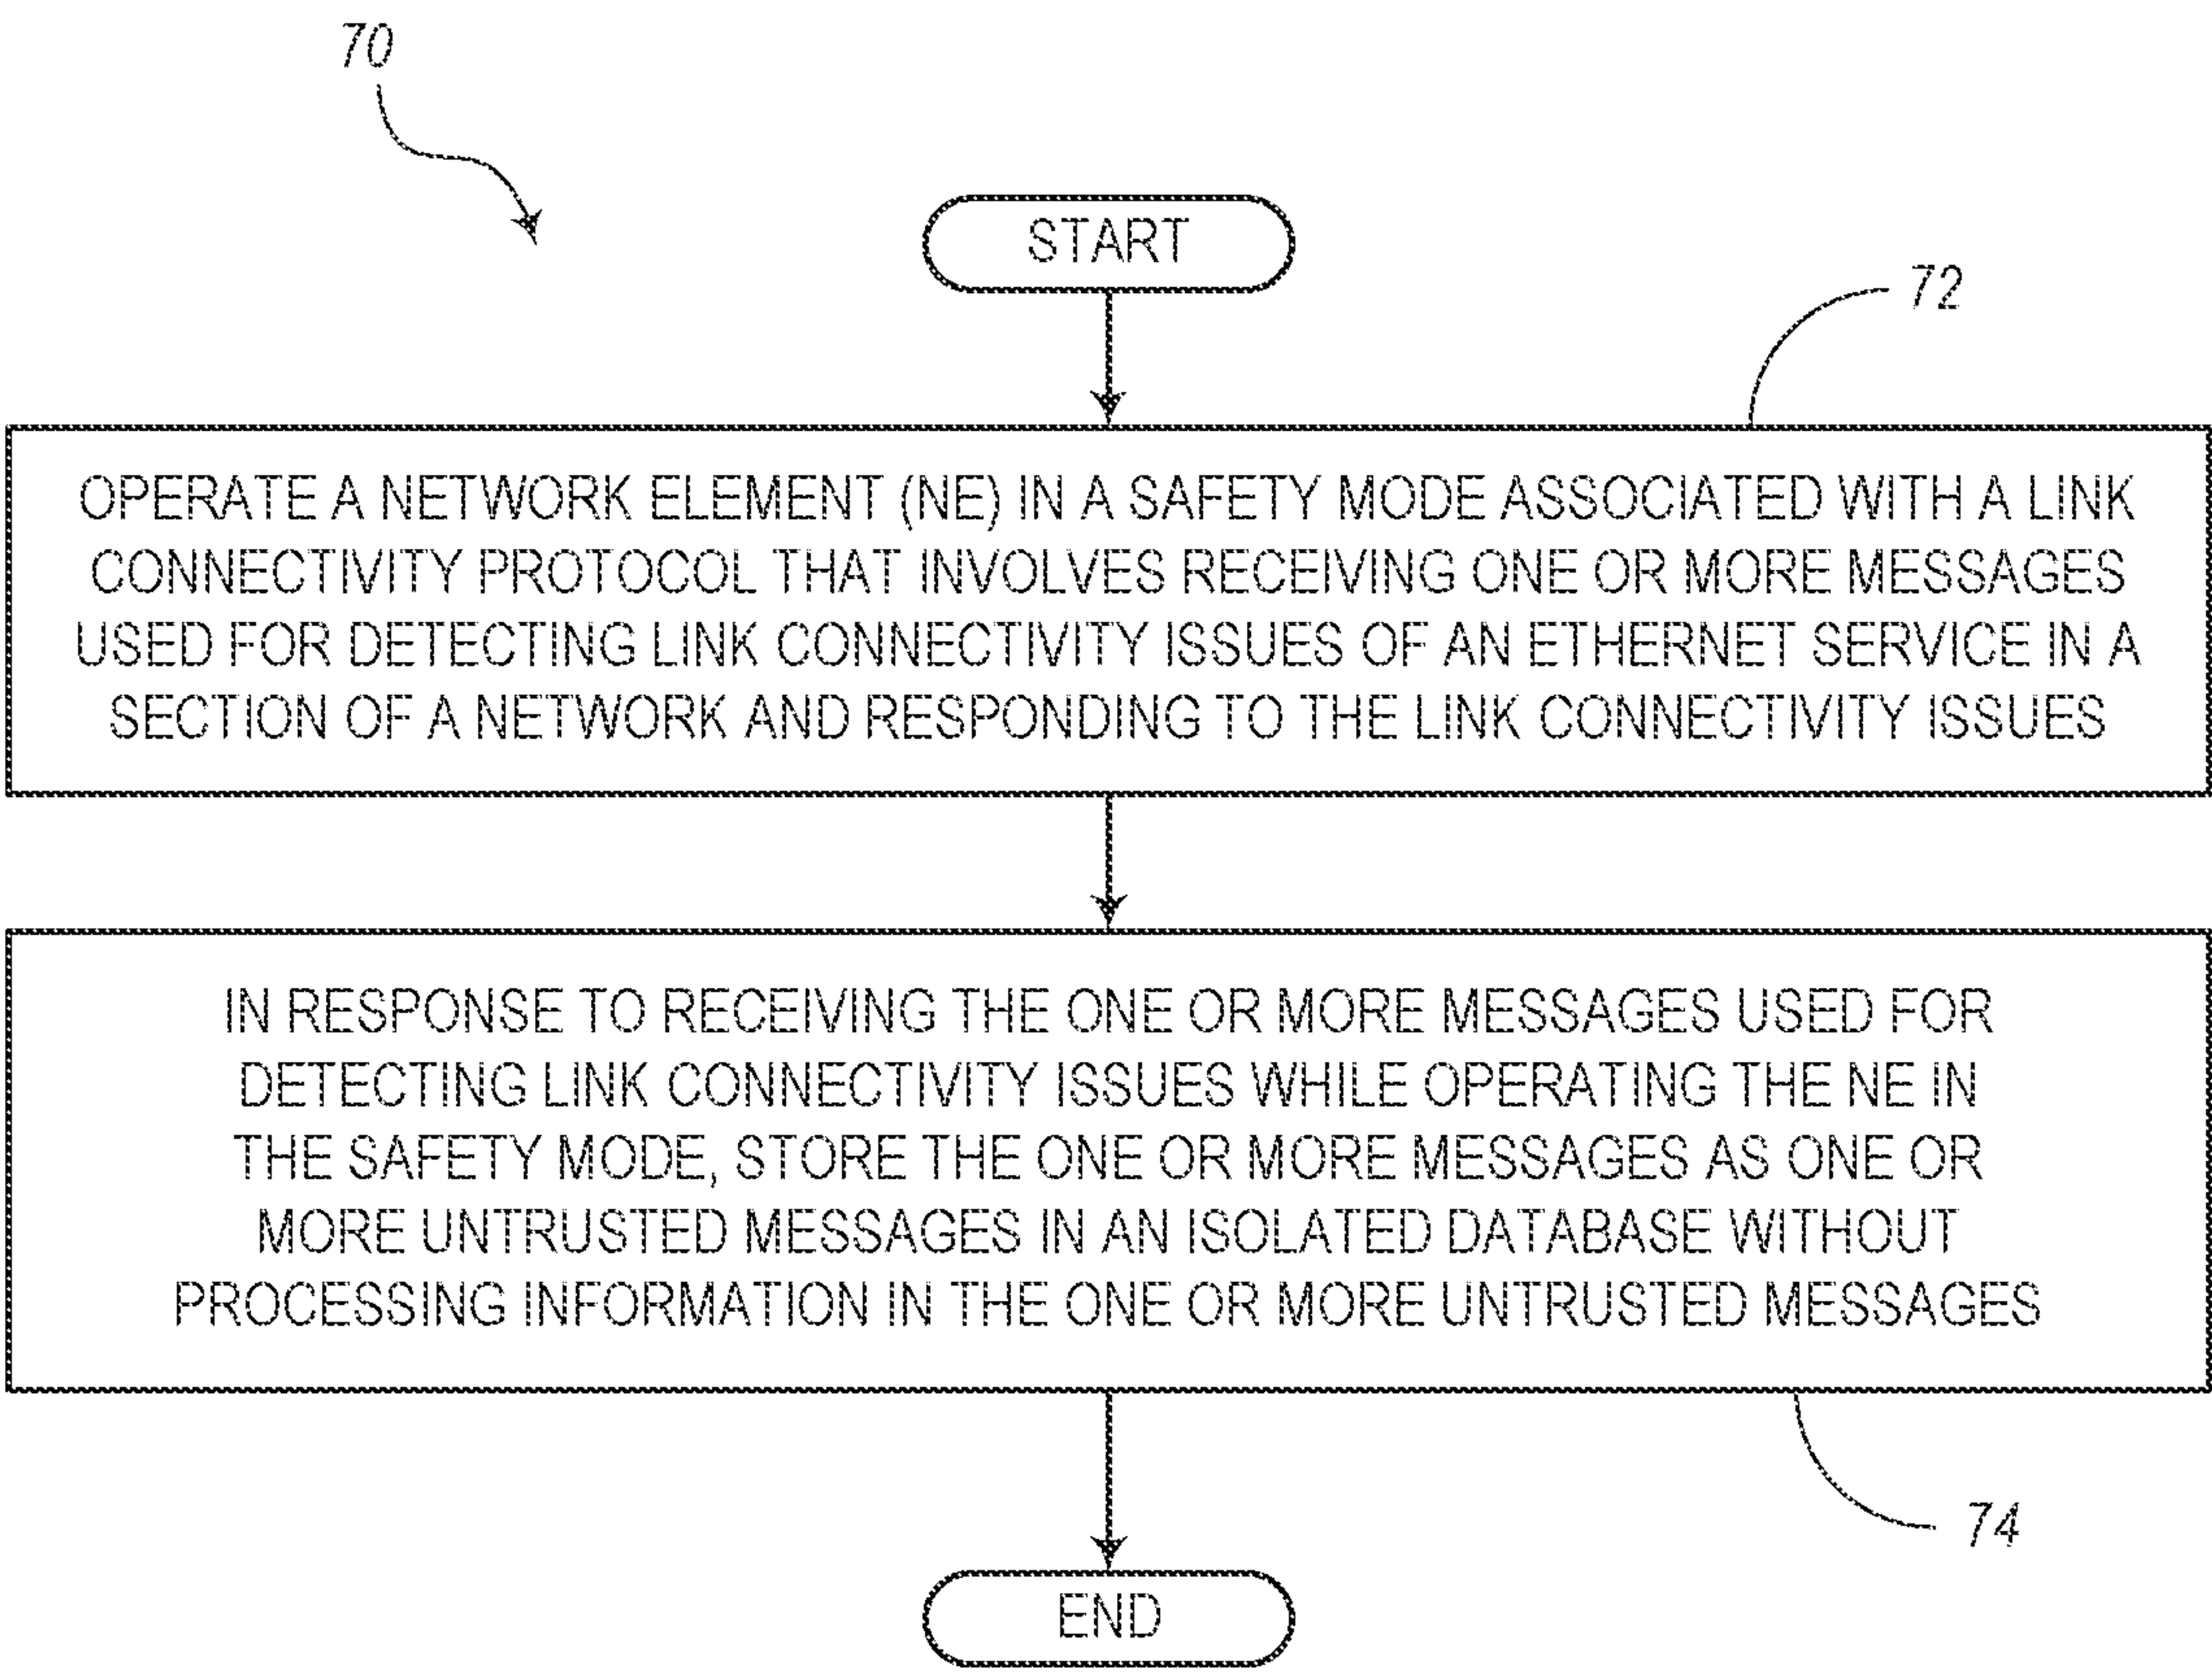 70
START
72
OPERATE A NETWORK ELEMENT (NE) IN A SAFETY MODE ASSOCIATED WITH A LINK
CONNECTIVITY PROTOCOL THAT INVOLVES RECEIVING ONE OR MORE MESSAGES
USED FOR DETECTING LINK CONNECTIVITY ISSUES OF AN ETHERNET SERVICE IN A
SECTION OF A NETWORK AND RESPONDING TO THE LINK CONNECTIVITY ISSUES
IN RESPONSE TO RECEIVING THE ONE OR MORE MESSAGES USED FOR
DETECTING LINK CONNECTIVITY ISSUES WHILE OPERATING THE NE IN
THE SAFETY MODE, STORE THE ONE OR MORE MESSAGES AS ONE OR
MORE UNTRUSTED MESSAGES IN AN ISOLATED DATABASE WITHOUT
PROCESSING INFORMATION IN THE ONE OR MORE UNTRUSTED MESSAGES
74
END